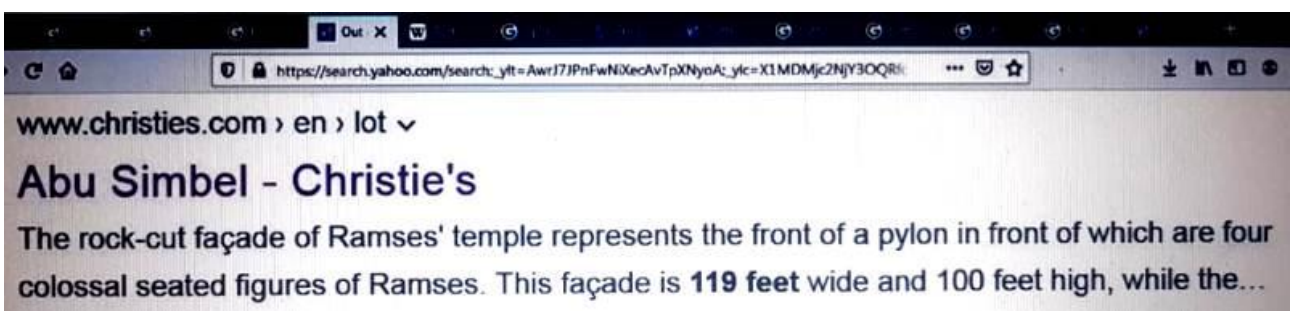 Out X W
https://search.yahoo.com/search;_ylt=AwrJ7JPnFwNiXecAvTpXNyoA;_ylc=X1MDMjc2NjY3OQRfc
www.christies.com › en › lot
Abu Simbel - Christie's
The rock-cut façade of Ramses' temple represents the front of a pylon in front of which are four
colossal seated figures of Ramses. This façade is 119 feet wide and 100 feet high, while the...